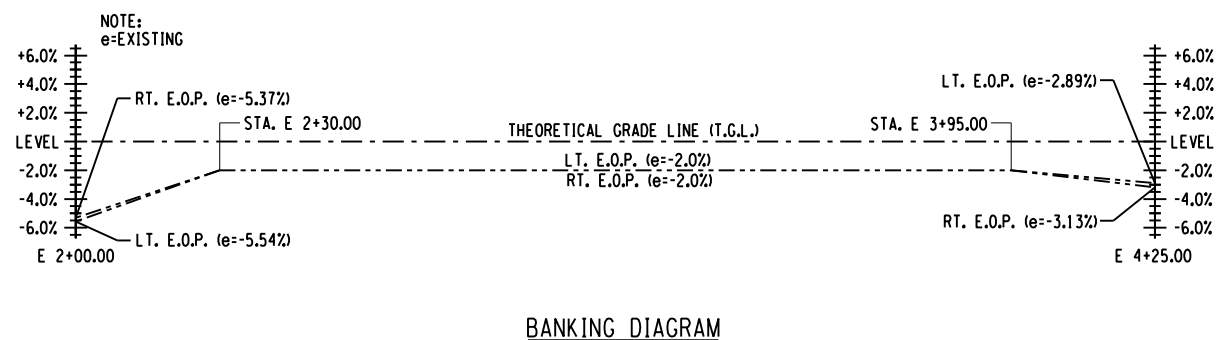 NOTE:
e=EXISTING
+6.0%
+4.0%
+2.0%
LEVEL
-2.0%
-4.0%
-6.0%
E 2+00.00
RT. E.O.P. (e=-5.37%)
LT. E.O.P. (e=-5.54%)
STA. E 2+30.00
THEORETICAL GRADE LINE (T.G.L.)
LT. E.O.P. (e=-2.0%)
RT. E.O.P. (e=-2.0%)
STA. E 3+95.00
LT. E.O.P. (e=-2.89%)
RT. E.O.P. (e=-3.13%)
+6.0%
+4.0%
+2.0%
LEVEL
-2.0%
-4.0%
-6.0%
E 4+25.00
BANKING DIAGRAM